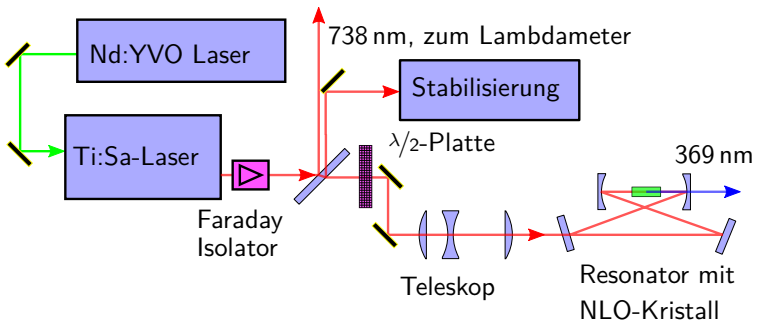 738 nm, zum Lambdameter
Nd:YVO Laser
Stabilisierung
λ/2-Platte
Ti:Sa-Laser
369 nm
Faraday
Isolator
Teleskop
Resonator mit
NLO-Kristall